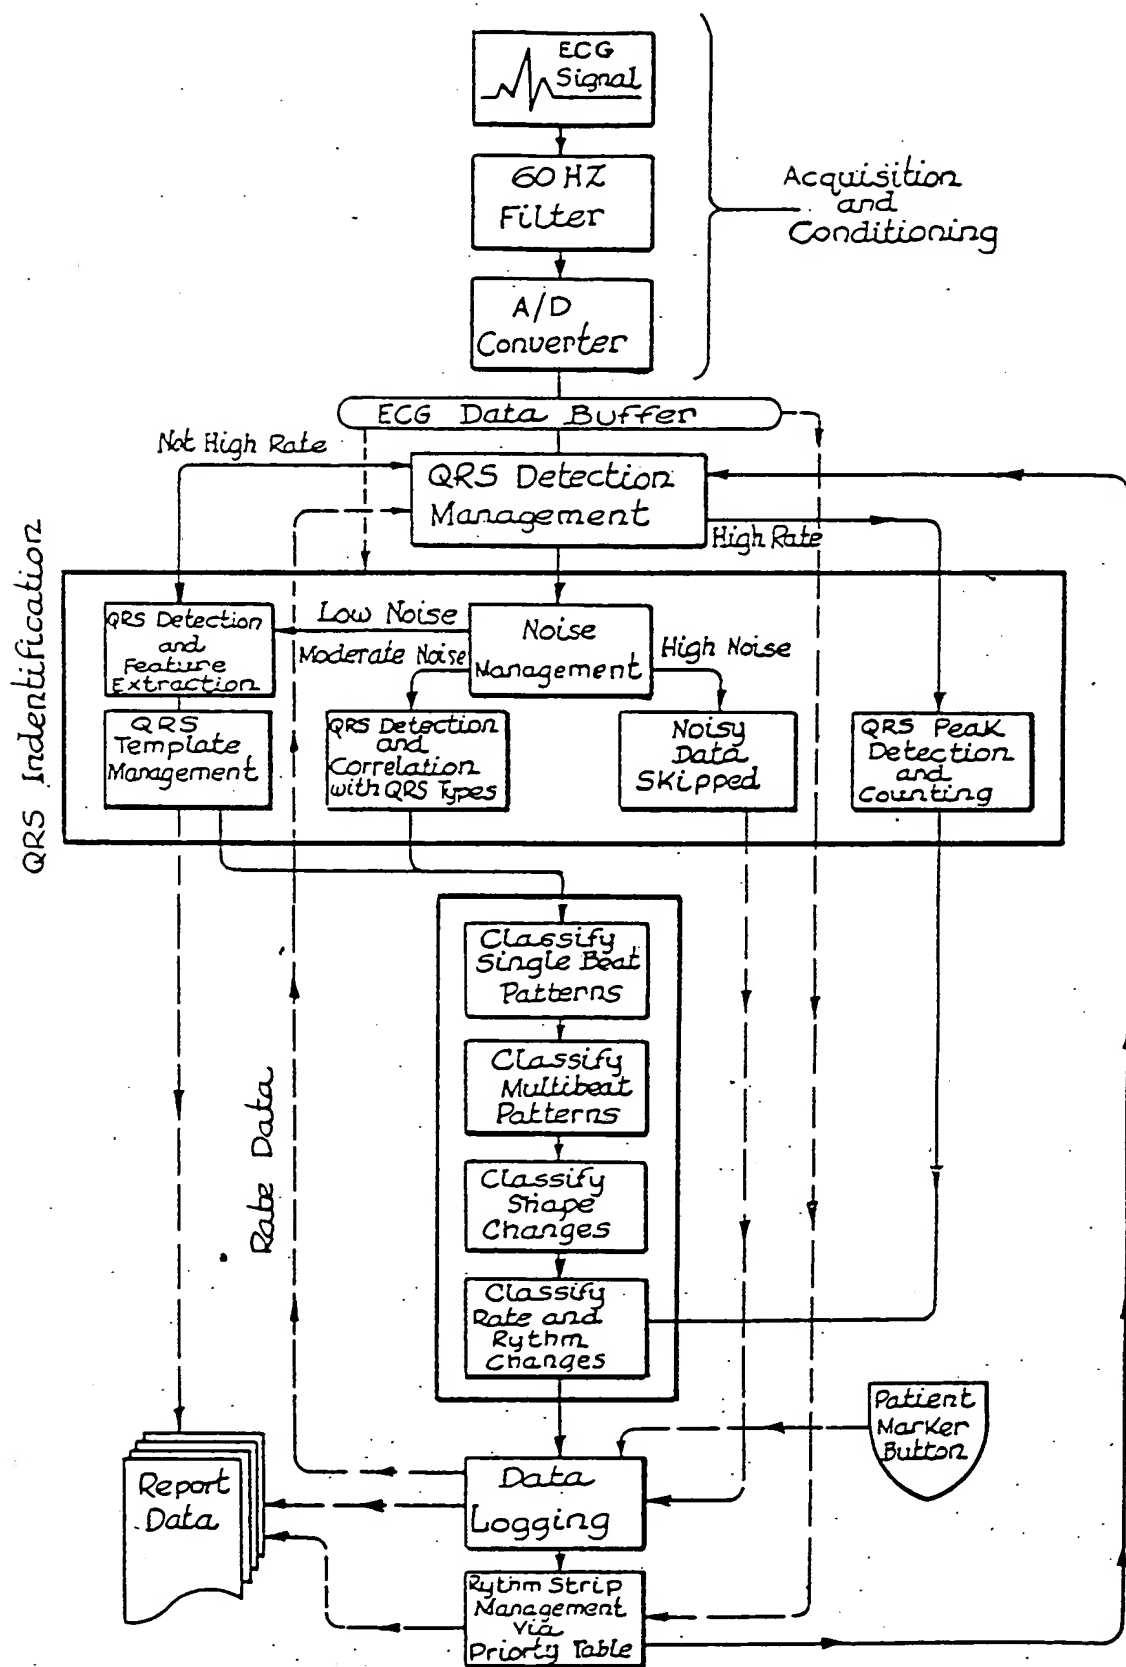 ECG
Signal
60 HZ
Filter
A/D
Converter
Acquisition
and
Conditioning
ECG Data Buffer
Not High Rate
QRS Detection
Management
High Rate
QRS Indentification
QRS Detection
and
Feature
Extraction
Low Noise
Moderate Noise
Noise
Management
High Noise
QRS
Template
Management
QRS Detection
and
Correlation
with QRS Types
Noisy
Data
Skipped
QRS Peak
Detection
and
Counting
Classify
Single Beat
Patterns
Classify
Multibeat
Patterns
Classify
Shape
Changes
Classify
Rate and
Rythm
Changes
Rate Data
Patient
Marker
Button
Report
Data
Data
Logging
Rythm Strip
Management
Via
Priorty Table